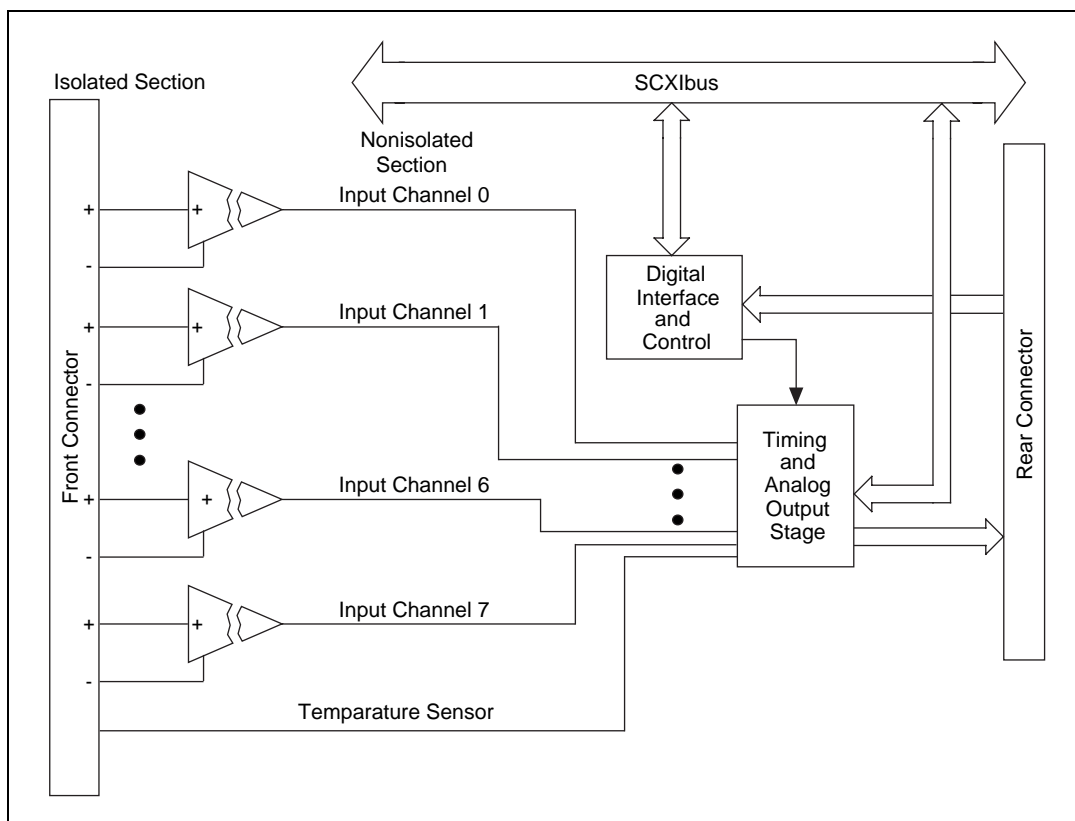 SCXIbus
Isolated Section
Nonisolated
Section
Input Channel 0
+
+
-
Digital
Interface
and
Control
Input Channel 1
+
+
-
Front Connector
Rear Connector
Timing
and
Analog
Output
Stage
Input Channel 6
+
+
-
Input Channel 7
+
+
-
Temparature Sensor